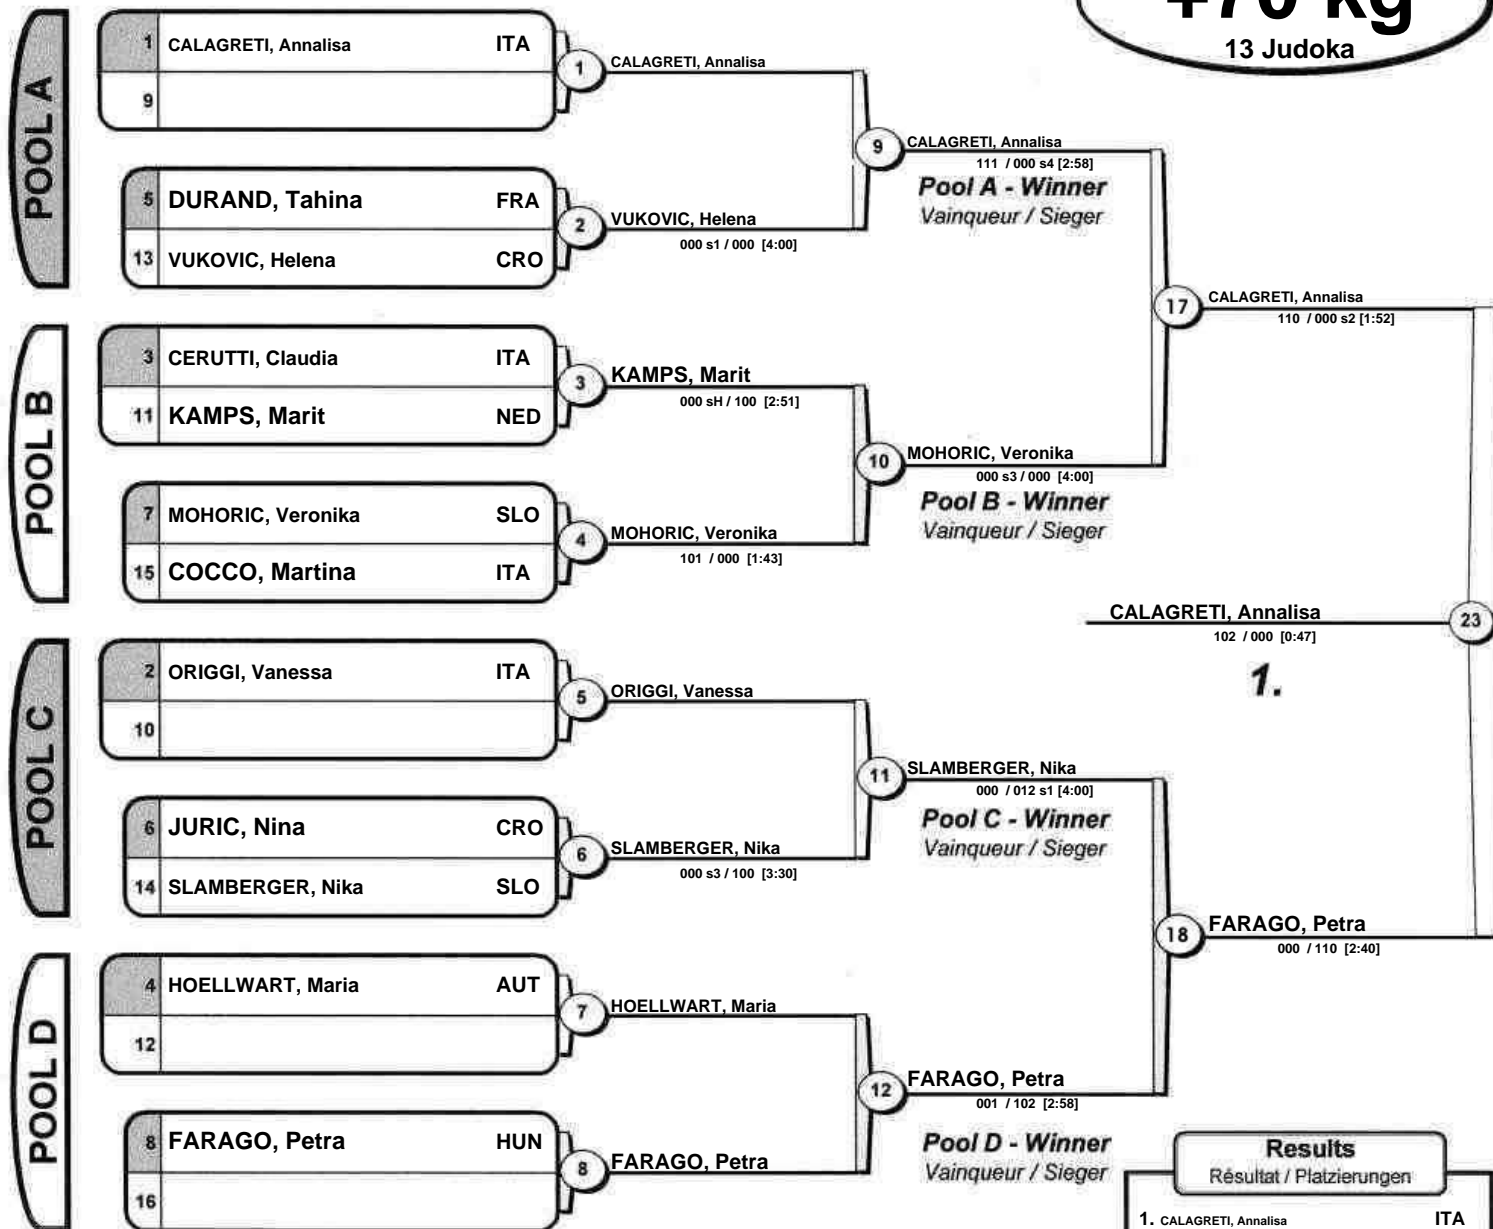 +70 kg
13 Judoka
POOL A
1 CALAGRETI, Annalisa ITA
9
5 DURAND, Tahina FRA
13 VUKOVIC, Helena CRO
1 CALAGRETI, Annalisa
2 VUKOVIC, Helena
000 s1 / 000 [4:00]
9 CALAGRETI, Annalisa
111 / 000 s4 [2:58]
Pool A - Winner
Vainqueur / Sieger
POOL B
3 CERUTTI, Claudia ITA
11 KAMPS, Marit NED
7 MOHORIC, Veronika SLO
15 COCCO, Martina ITA
3 KAMPS, Marit
000 sH / 100 [2:51]
4 MOHORIC, Veronika
101 / 000 [1:43]
10 MOHORIC, Veronika
000 s3 / 000 [4:00]
Pool B - Winner
Vainqueur / Sieger
17 CALAGRETI, Annalisa
110 / 000 s2 [1:52]
CALAGRETI, Annalisa 23
102 / 000 [0:47]
1.
POOL C
2 ORIGGI, Vanessa ITA
10
6 JURIC, Nina CRO
14 SLAMBERGER, Nika SLO
5 ORIGGI, Vanessa
6 SLAMBERGER, Nika
000 s3 / 100 [3:30]
11 SLAMBERGER, Nika
000 / 012 s1 [4:00]
Pool C - Winner
Vainqueur / Sieger
POOL D
4 HOELLWART, Maria AUT
12
8 FARAGO, Petra HUN
16
7 HOELLWART, Maria
8 FARAGO, Petra
12 FARAGO, Petra
001 / 102 [2:58]
Pool D - Winner
Vainqueur / Sieger
18 FARAGO, Petra
000 / 110 [2:40]
Results
Résultat / Platzierungen
1. CALAGRETI, Annalisa ITA